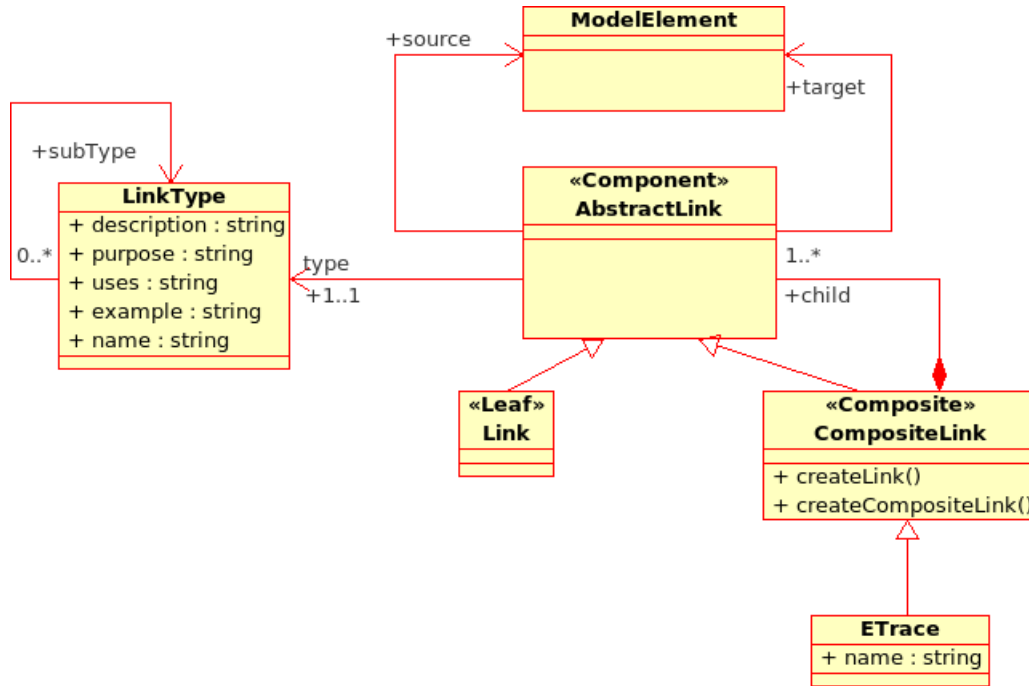 ModelElement
+source
+target
+subType
LinkType
+ description : string
+ purpose : string
+ uses : string
+ example : string
+ name : string
0..*
type
+1..1
«Component»
AbstractLink
1..*
+child
«Leaf»
Link
«Composite»
CompositeLink
+ createLink()
+ createCompositeLink()
ETrace
+ name : string